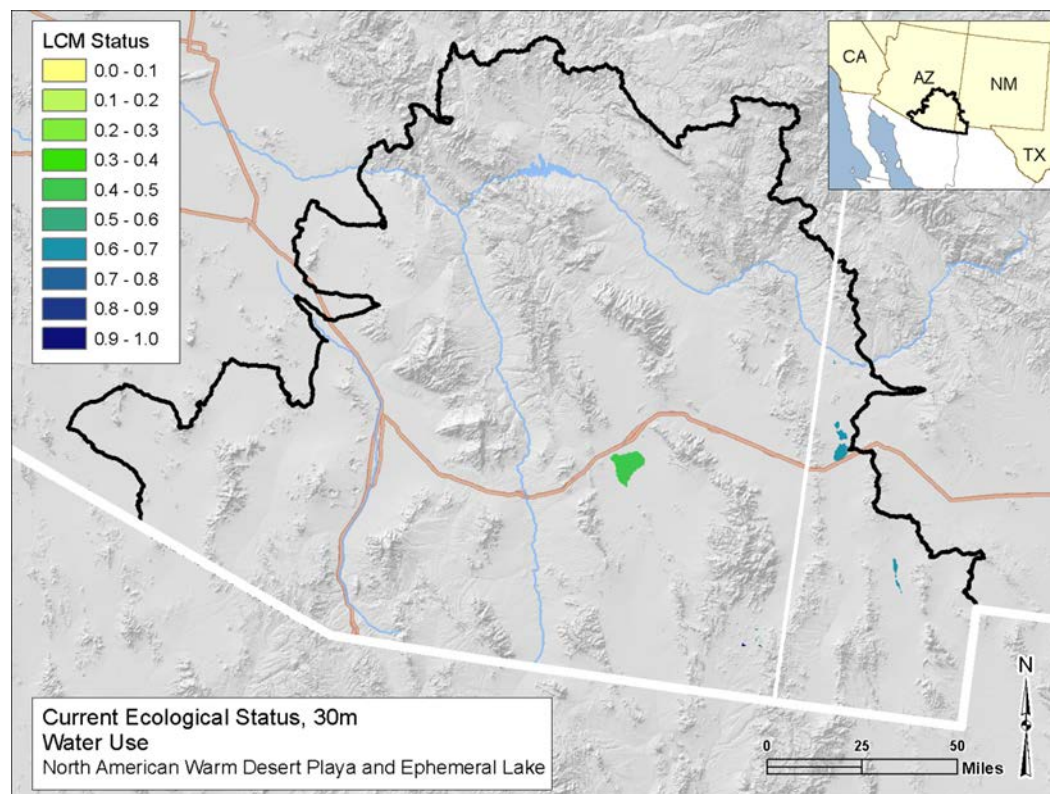 LCM Status
0.0 - 0.1
0.1 - 0.2
0.2 - 0.3
0.3 - 0.4
0.4 - 0.5
0.5 - 0.6
0.6 - 0.7
0.7 - 0.8
0.8 - 0.9
0.9 - 1.0
CA
AZ
NM
TX
Current Ecological Status, 30m
Water Use
North American Warm Desert Playa and Ephemeral Lake
N
0 25 50
Miles